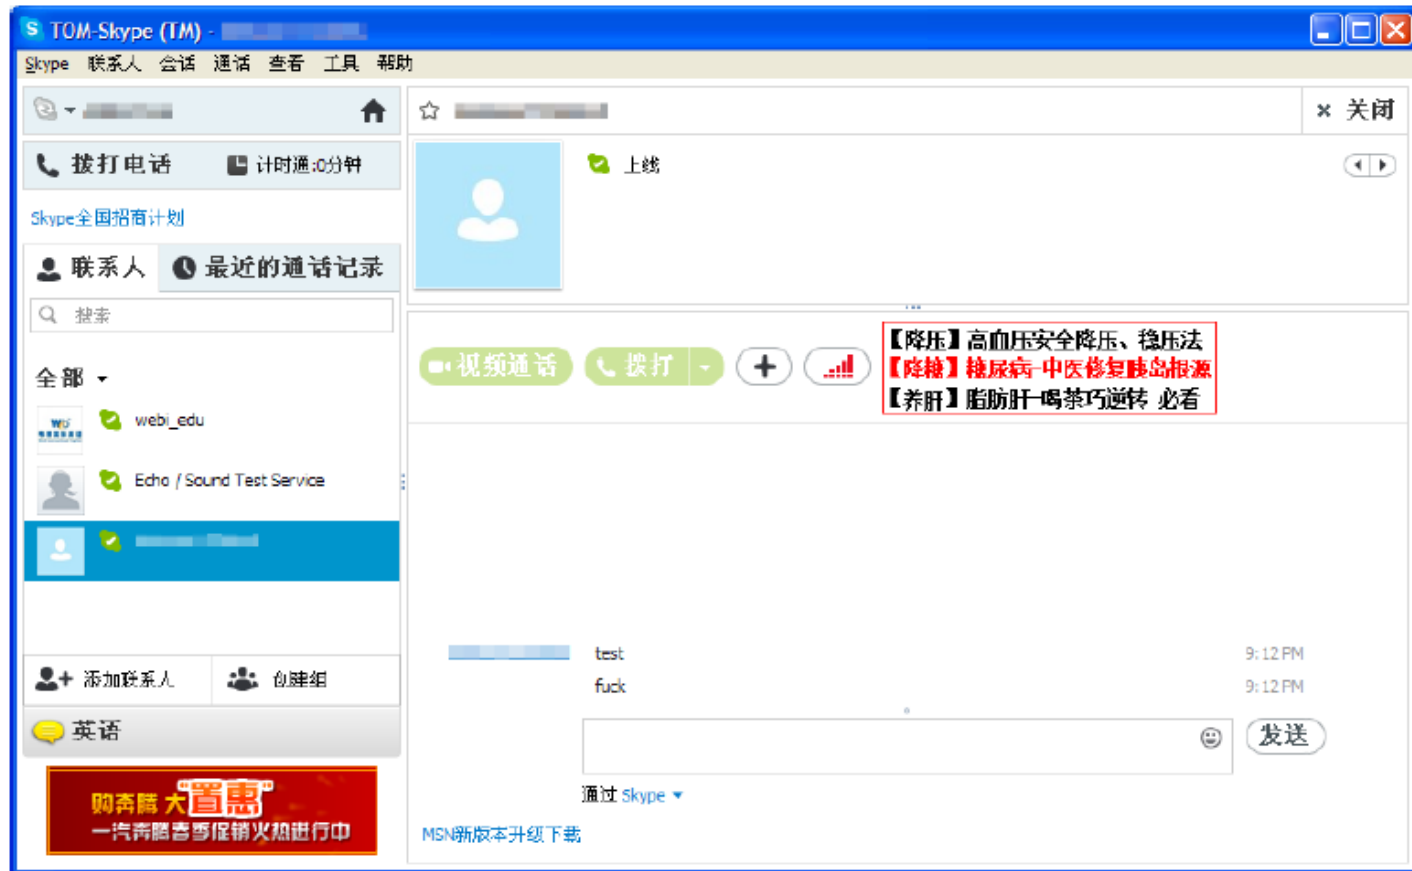 TOM-Skype (TM) -
Skype 联系人 会话 通话 查看 工具 帮助
关闭
拨打电话 计时通:0分钟
上线
Skype全国招商计划
联系人 最近的通话记录
搜索
【降压】高血压安全降压、稳压法
【降糖】糖尿病-中医修复胰岛根源
【养肝】脂肪肝-喝茶巧逆转 必看
视频通话 拨打
全部
webi_edu
Echo / Sound Test Service
test 9:12 PM
fuck 9:12 PM
添加联系人 创建组
英语
发送
购奔腾 大"置惠"
一汽奔腾春季促销火热进行中
通过 Skype
MSN新版本升级下载